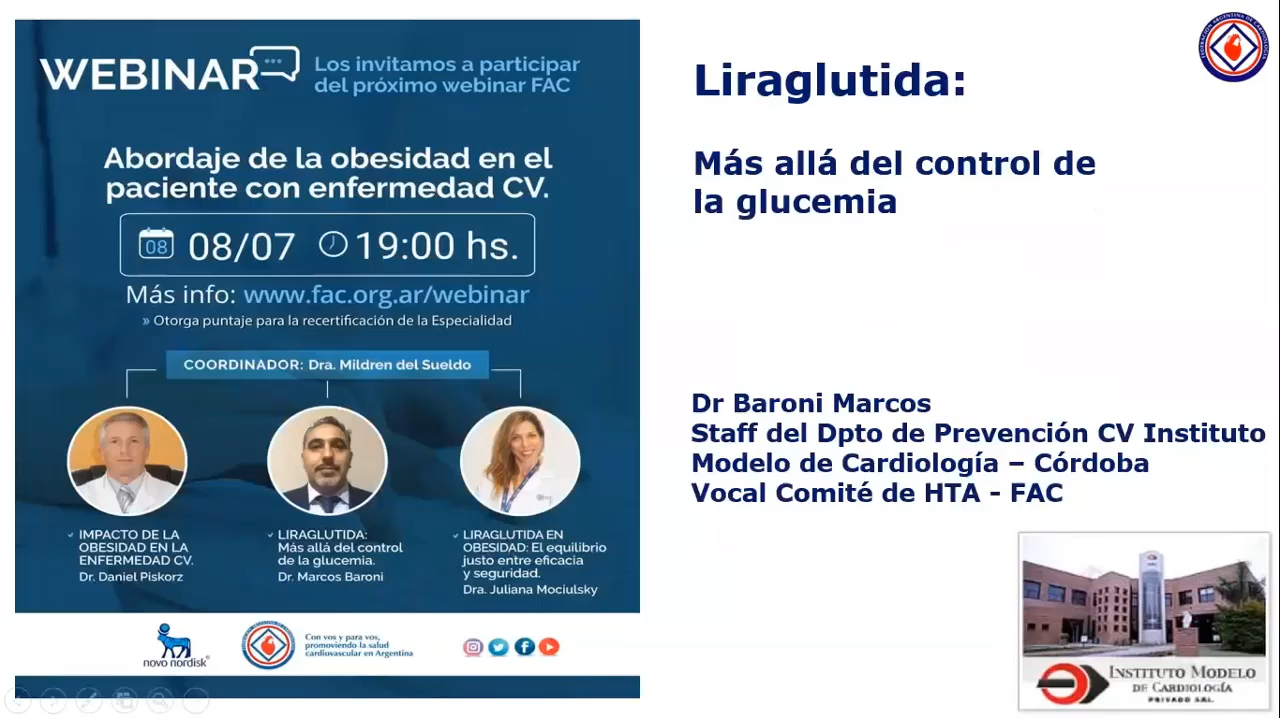 WEBINAR
Los invitamos a participar
del próximo webinar FAC
Abordaje de la obesidad en el
paciente con enfermedad CV.
08 08/07 19:00 hs.
Más info: www.fac.org.ar/webinar
» Otorga puntaje para la recertificación de la Especialidad
COORDINADOR: Dra. Mildren del Sueldo
IMPACTO DE LA
OBESIDAD EN LA
ENFERMEDAD CV.
Dr. Daniel Piskorz
LIRAGLUTIDA:
Más allá del control
de la glucemia.
Dr. Marcos Baroni
LIRAGLUTIDA EN
OBESIDAD: El equilibrio
justo entre eficacia
y seguridad.
Dra. Juliana Mociulsky
novo nordisk®
Con vos y para vos,
promoviendo la salud
cardiovascular en Argentina
Liraglutida:
Más allá del control de
la glucemia
FEDERACION ARGENTINA DE CARDIOLOGIA
Dr Baroni Marcos
Staff del Dpto de Prevención CV Instituto
Modelo de Cardiología – Córdoba
Vocal Comité de HTA - FAC
INSTITUTO MODELO
DE CARDIOLOGÍA
PRIVADO S.R.L.